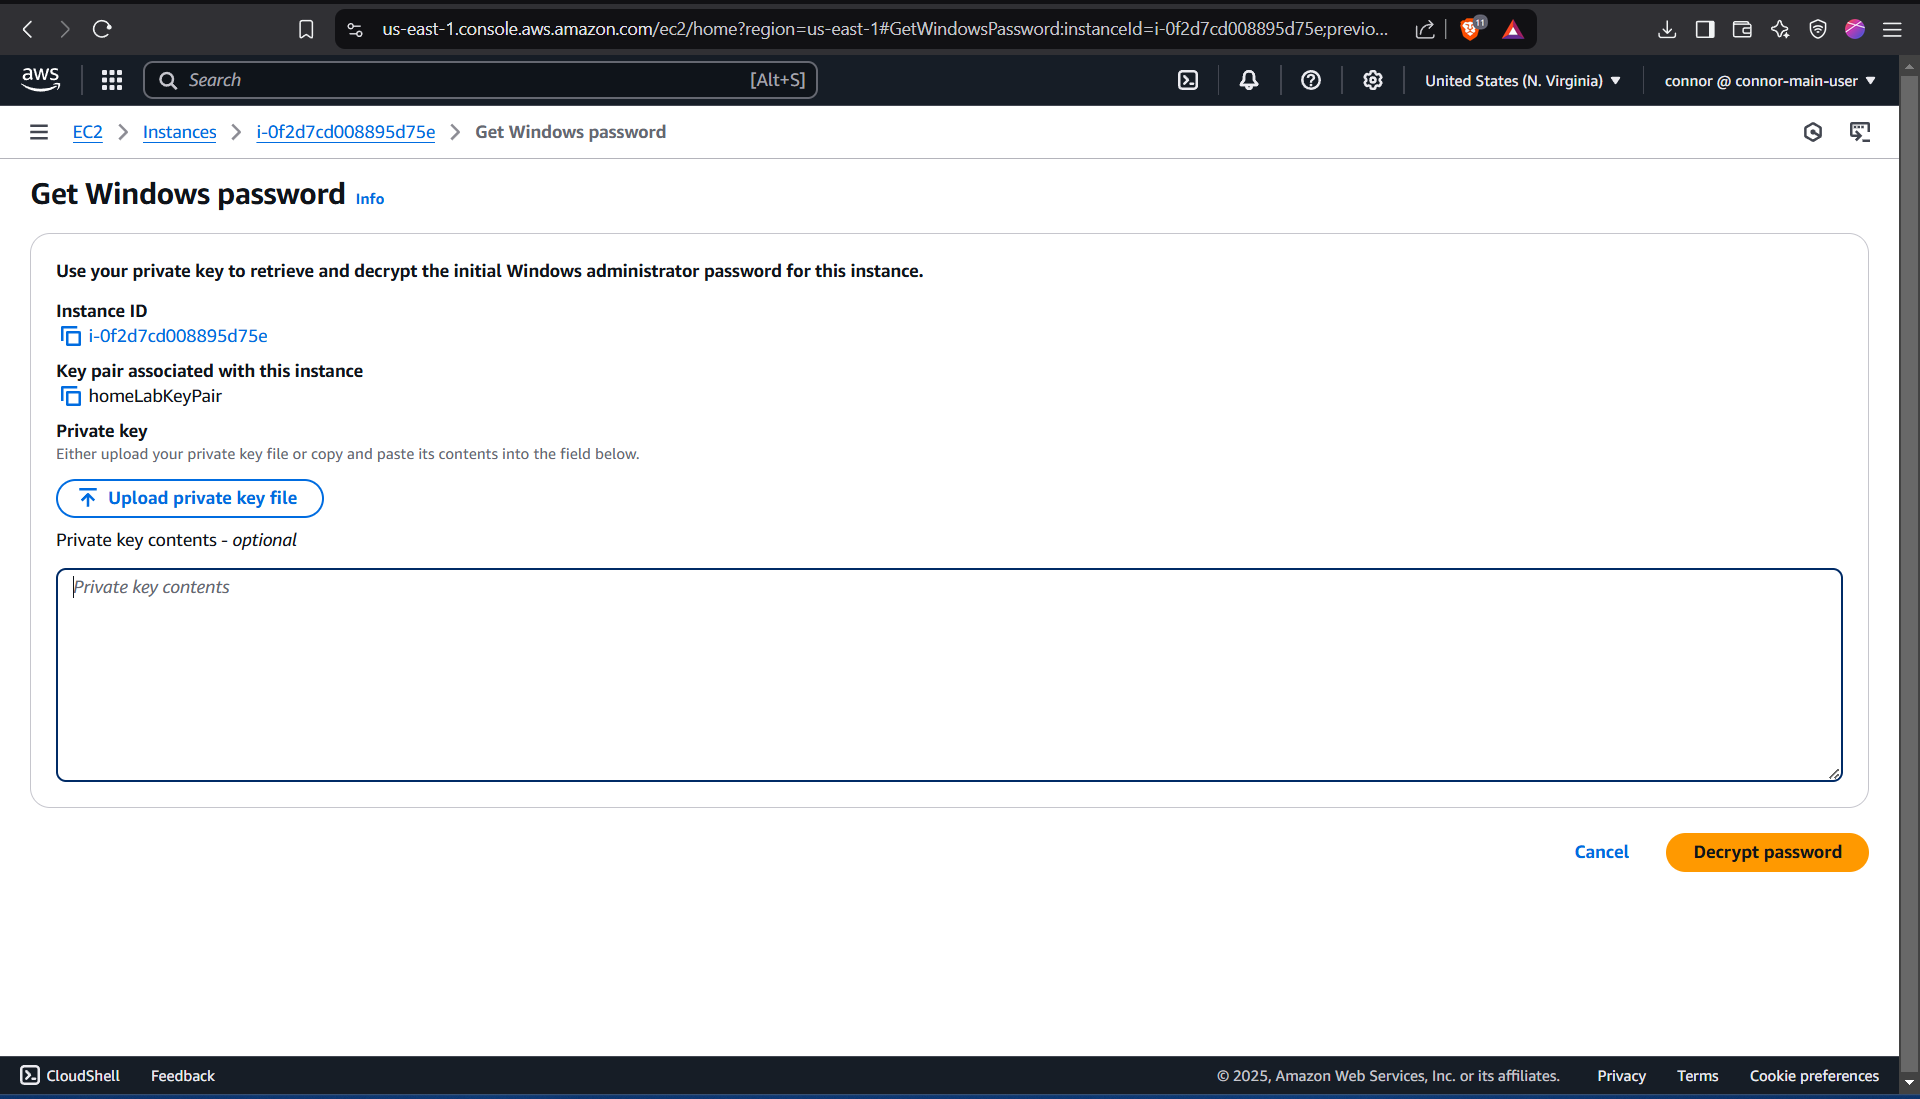 us-east-1.console.aws.amazon.com/ec2/home?region=us-east-1#GetWindowsPassword:instanceId=i-0f2d7cd008895d75e;previo...
11
aws
Search [Alt+S]
United States (N. Virginia)
connor @ connor-main-user
EC2 > Instances > i-0f2d7cd008895d75e > Get Windows password
Get Windows password Info
Use your private key to retrieve and decrypt the initial Windows administrator password for this instance.
Instance ID
i-0f2d7cd008895d75e
Key pair associated with this instance
homeLabKeyPair
Private key
Either upload your private key file or copy and paste its contents into the field below.
Upload private key file
Private key contents - optional
Private key contents
Cancel
Decrypt password
CloudShell
Feedback
© 2025, Amazon Web Services, Inc. or its affiliates.
Privacy
Terms
Cookie preferences